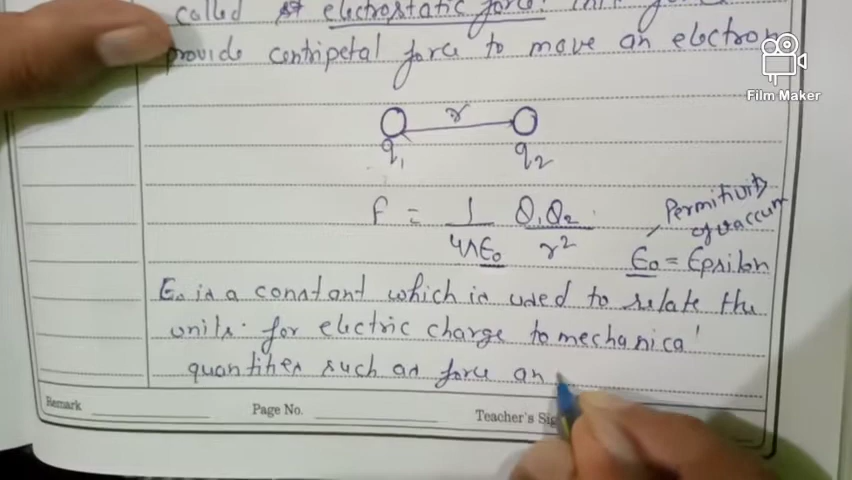 called electrostatic force. This
provide centripetal force to move an electron
Film Maker
r
q1 q2
Permitivity
of vaccum
F = 1/4πε0 Q1Q2/r²
ε0 = Epsilon
ε0 is a constant which is used to relate the
units for electric charge to mechanical
quantities such as force an
Remark
Page No.
Teacher's Sig